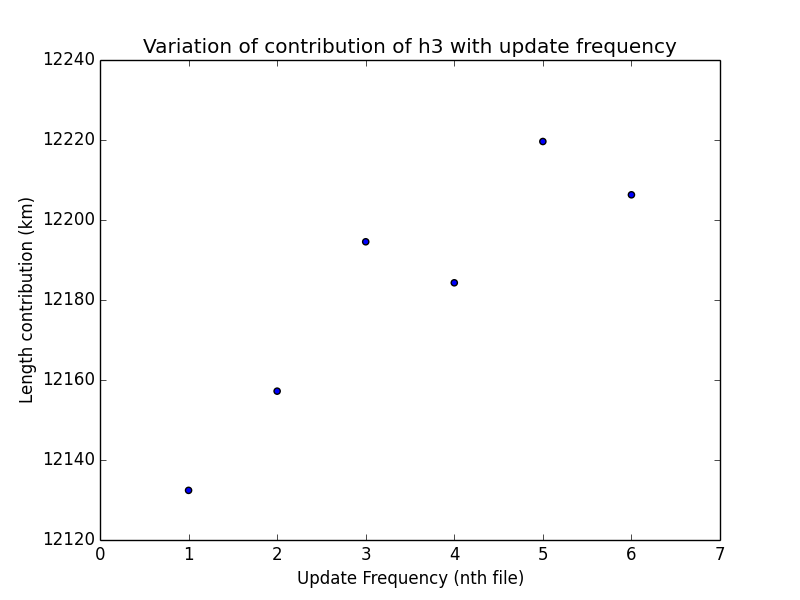 Variation of contribution of h3 with update frequency
12240
12220
12200
12180
12160
12140
12120
Length contribution (km)
0 1 2 3 4 5 6 7
Update Frequency (nth file)